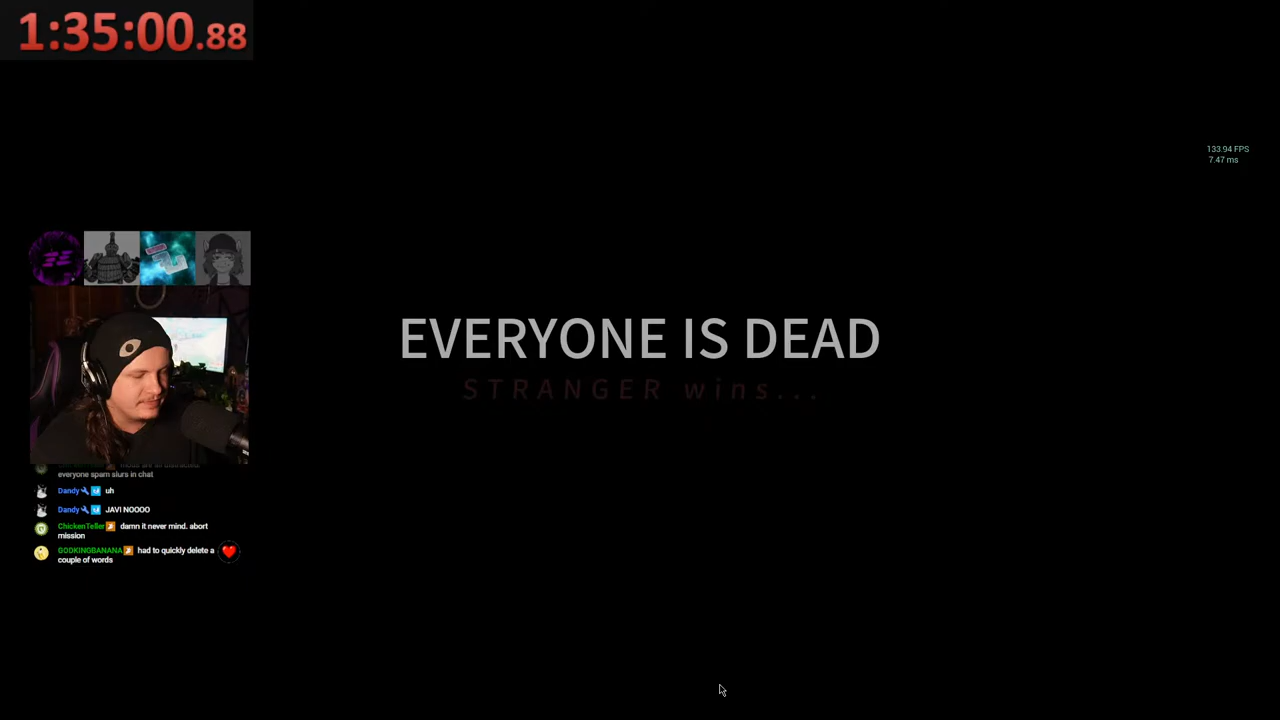 1:35:00.88
133.94 FPS
7.47 ms
EVERYONE IS DEAD
STRANGER wins...
everyone spam slurs in chat
Dandy uh
Dandy JAVI NOOOO
ChickenTeller damn it never mind. abort
mission
GODKINGBANANA had to quickly delete a
couple of words